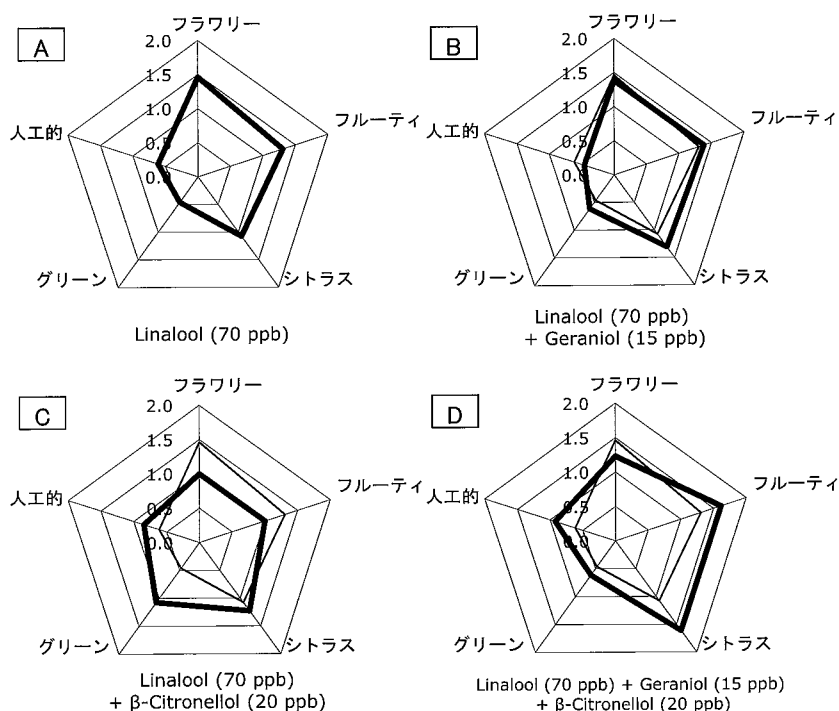 A
フラワリー
2.0
1.5
1.0
0.5
0.0
人工的
フルーティ
グリーン
シトラス
Linalool (70 ppb)
B
フラワリー
2.0
1.5
1.0
0.5
0.0
人工的
フルーティ
グリーン
シトラス
Linalool (70 ppb)
+ Geraniol (15 ppb)
C
フラワリー
2.0
1.5
1.0
0.5
0.0
人工的
フルーティ
グリーン
シトラス
Linalool (70 ppb)
+ β-Citronellol (20 ppb)
D
フラワリー
2.0
1.5
1.0
0.5
0.0
人工的
フルーティ
グリーン
シトラス
Linalool (70 ppb) + Geraniol (15 ppb)
+ β-Citronellol (20 ppb)